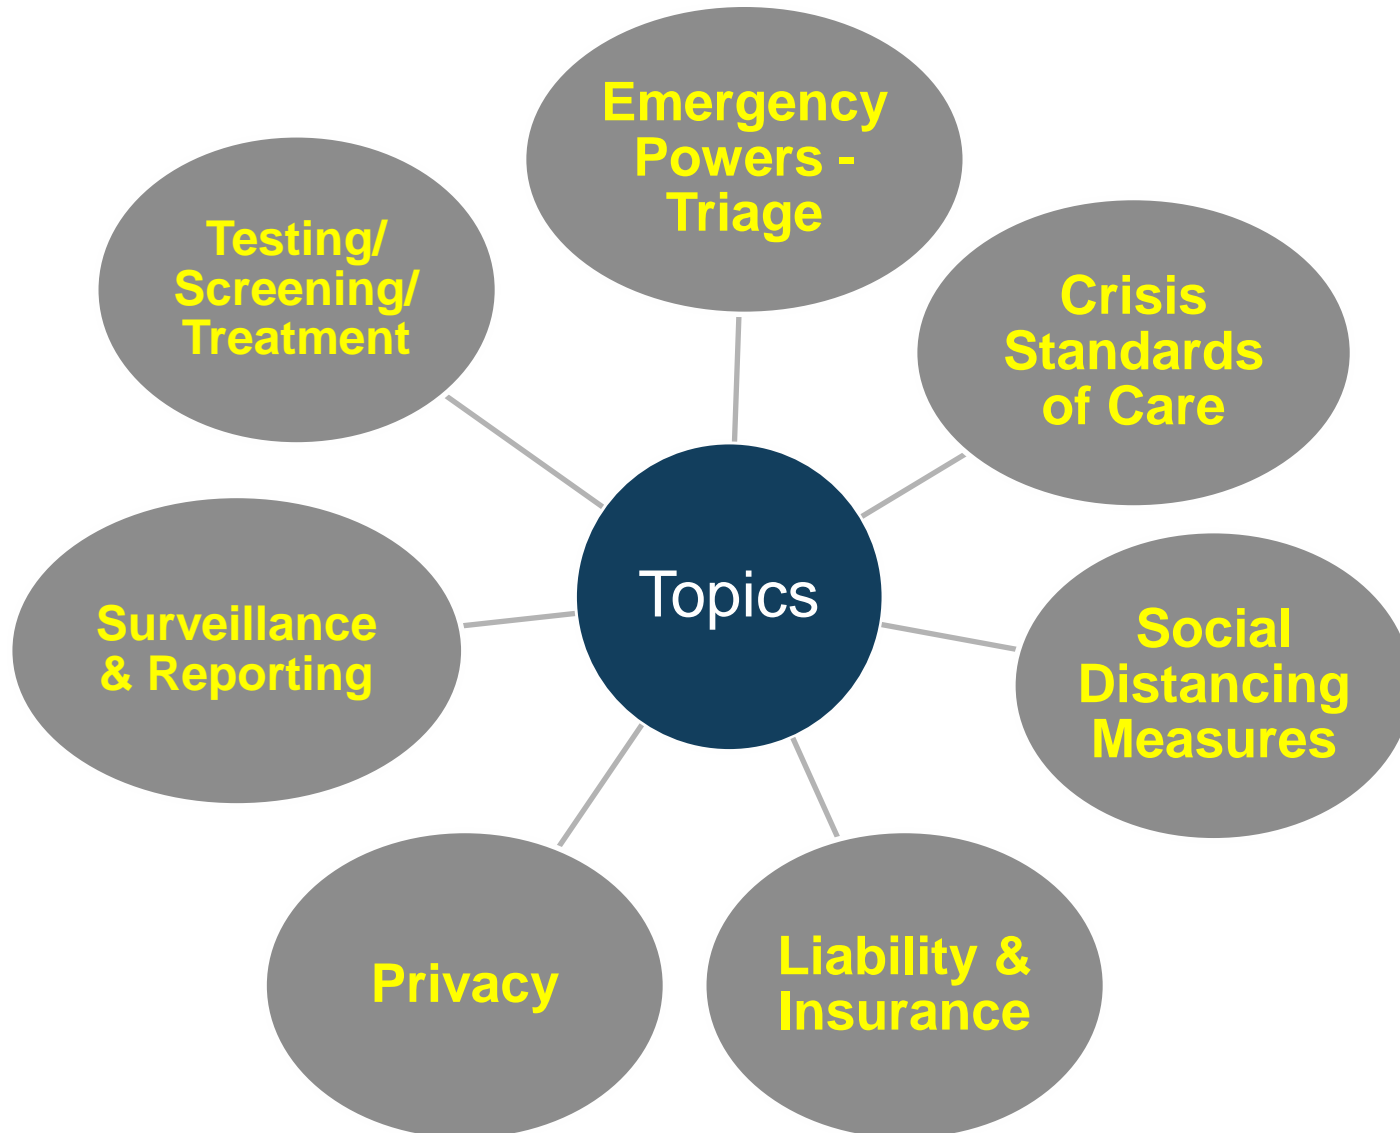 Emergency
Powers -
Triage
Crisis
Standards
of Care
Social
Distancing
Measures
Liability &
Insurance
Privacy
Surveillance
& Reporting
Testing/
Screening/
Treatment
Topics